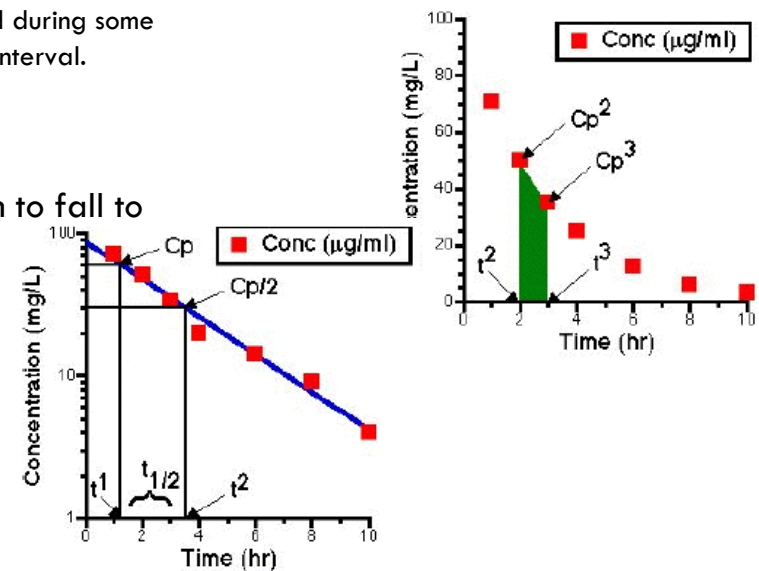 l during some
nterval.
n to fall to
100
80
60
40
20
0
Conc (µg/ml)
Cp²
Cp³
t²
t³
entration (mg/L)
0 2 4 6 8 10
Time (hr)
100
10
1
Conc (µg/ml)
Cp
Cp/2
Concentration (mg/L)
t¹
t1/2
t²
0 2 4 6 8 10
Time (hr)